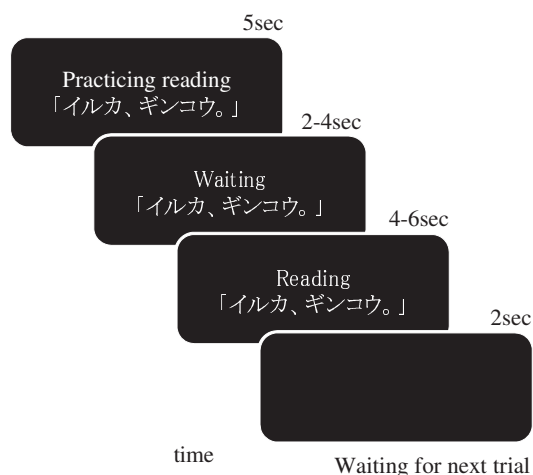 5sec
Practicing reading
「イルカ、ギンコウ。」
2-4sec
Waiting
「イルカ、ギンコウ。」
4-6sec
Reading
「イルカ、ギンコウ。」
2sec
time
Waiting for next trial